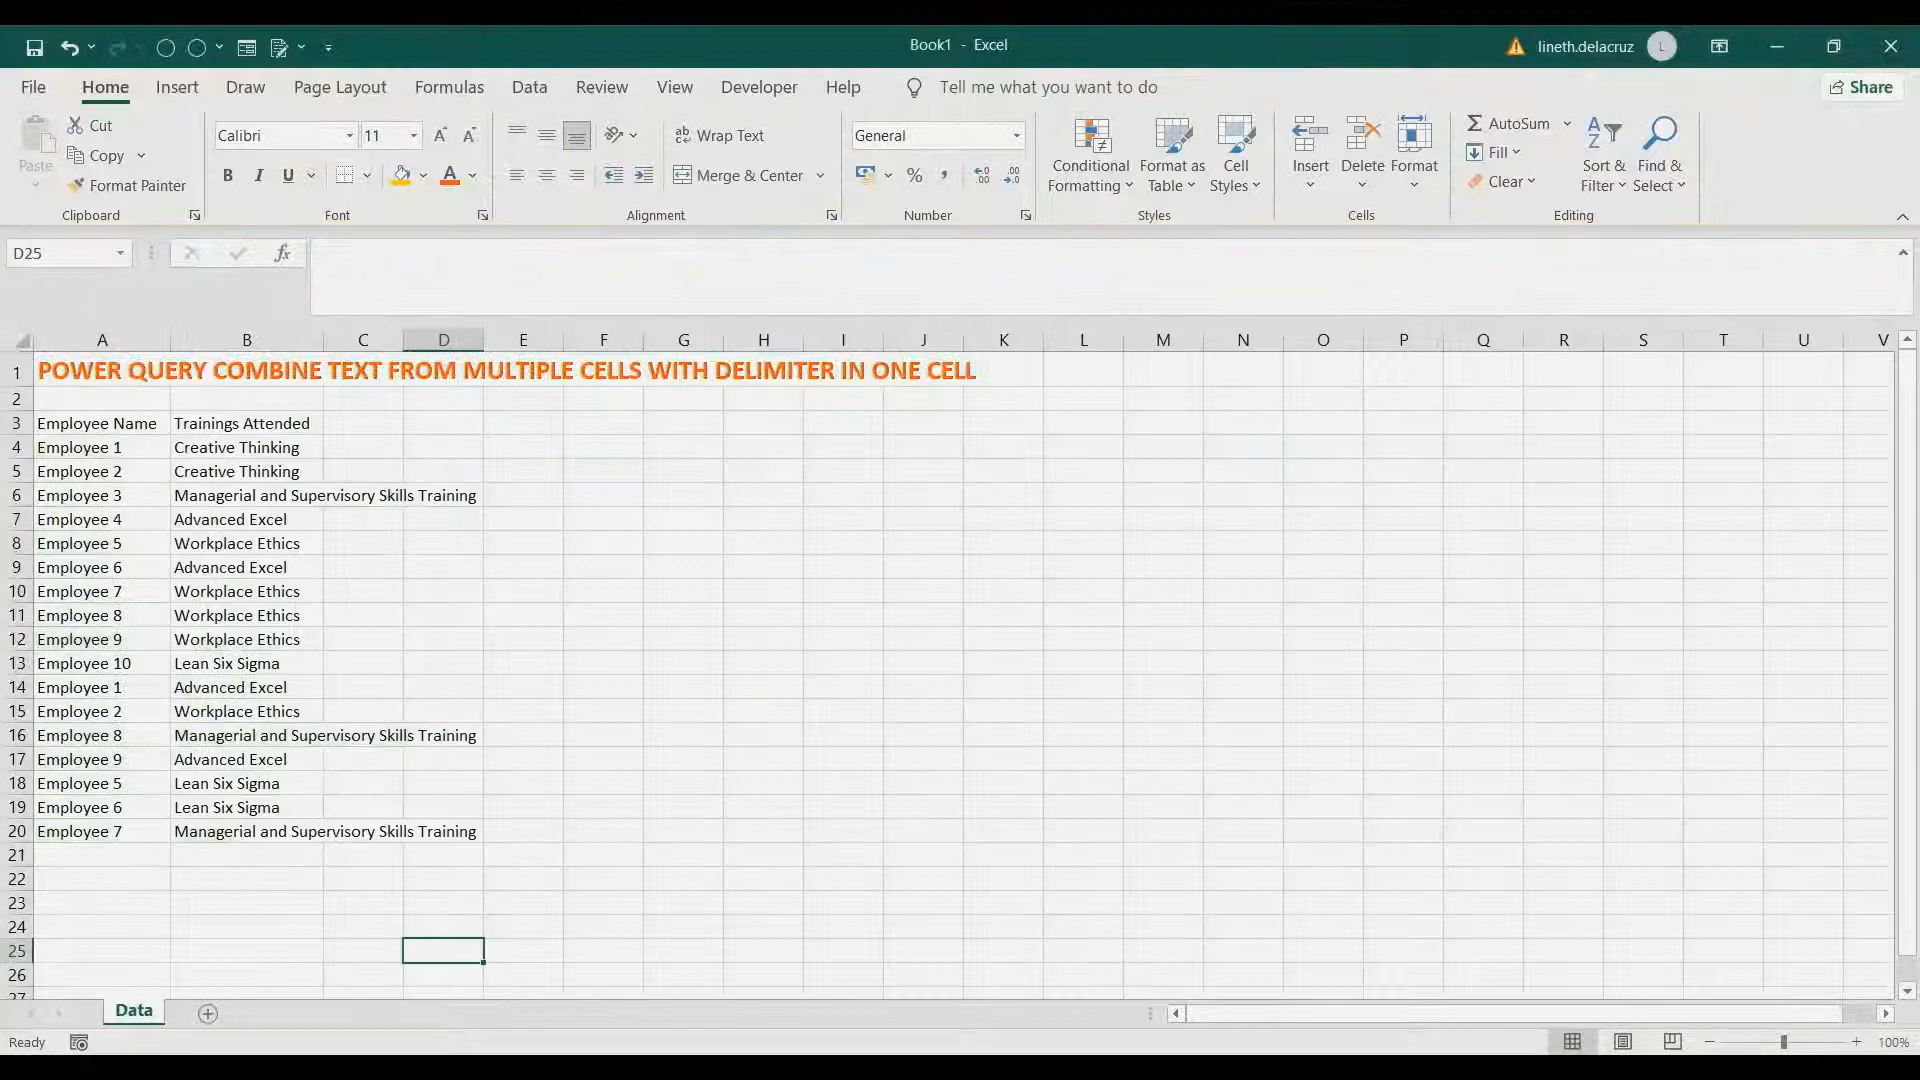 Book1 - Excel
lineth.delacruz
L
File Home Insert Draw Page Layout Formulas Data Review View Developer Help Tell me what you want to do Share
Paste
Cut
Copy
Format Painter
Clipboard
Calibri 11
B I U
Font
Wrap Text
Merge & Center
Alignment
General
Number
Conditional Formatting
Format as Table
Cell Styles
Styles
Insert
Delete
Format
Cells
AutoSum
Fill
Clear
Sort & Filter
Find & Select
Editing
D25
fx
A B C D E F G H I J K L M N O P Q R S T U V
1 POWER QUERY COMBINE TEXT FROM MULTIPLE CELLS WITH DELIMITER IN ONE CELL
2
3 Employee Name Trainings Attended
4 Employee 1 Creative Thinking
5 Employee 2 Creative Thinking
6 Employee 3 Managerial and Supervisory Skills Training
7 Employee 4 Advanced Excel
8 Employee 5 Workplace Ethics
9 Employee 6 Advanced Excel
10 Employee 7 Workplace Ethics
11 Employee 8 Workplace Ethics
12 Employee 9 Workplace Ethics
13 Employee 10 Lean Six Sigma
14 Employee 1 Advanced Excel
15 Employee 2 Workplace Ethics
16 Employee 8 Managerial and Supervisory Skills Training
17 Employee 9 Advanced Excel
18 Employee 5 Lean Six Sigma
19 Employee 6 Lean Six Sigma
20 Employee 7 Managerial and Supervisory Skills Training
21
22
23
24
25
26
27
Data
Ready
100%